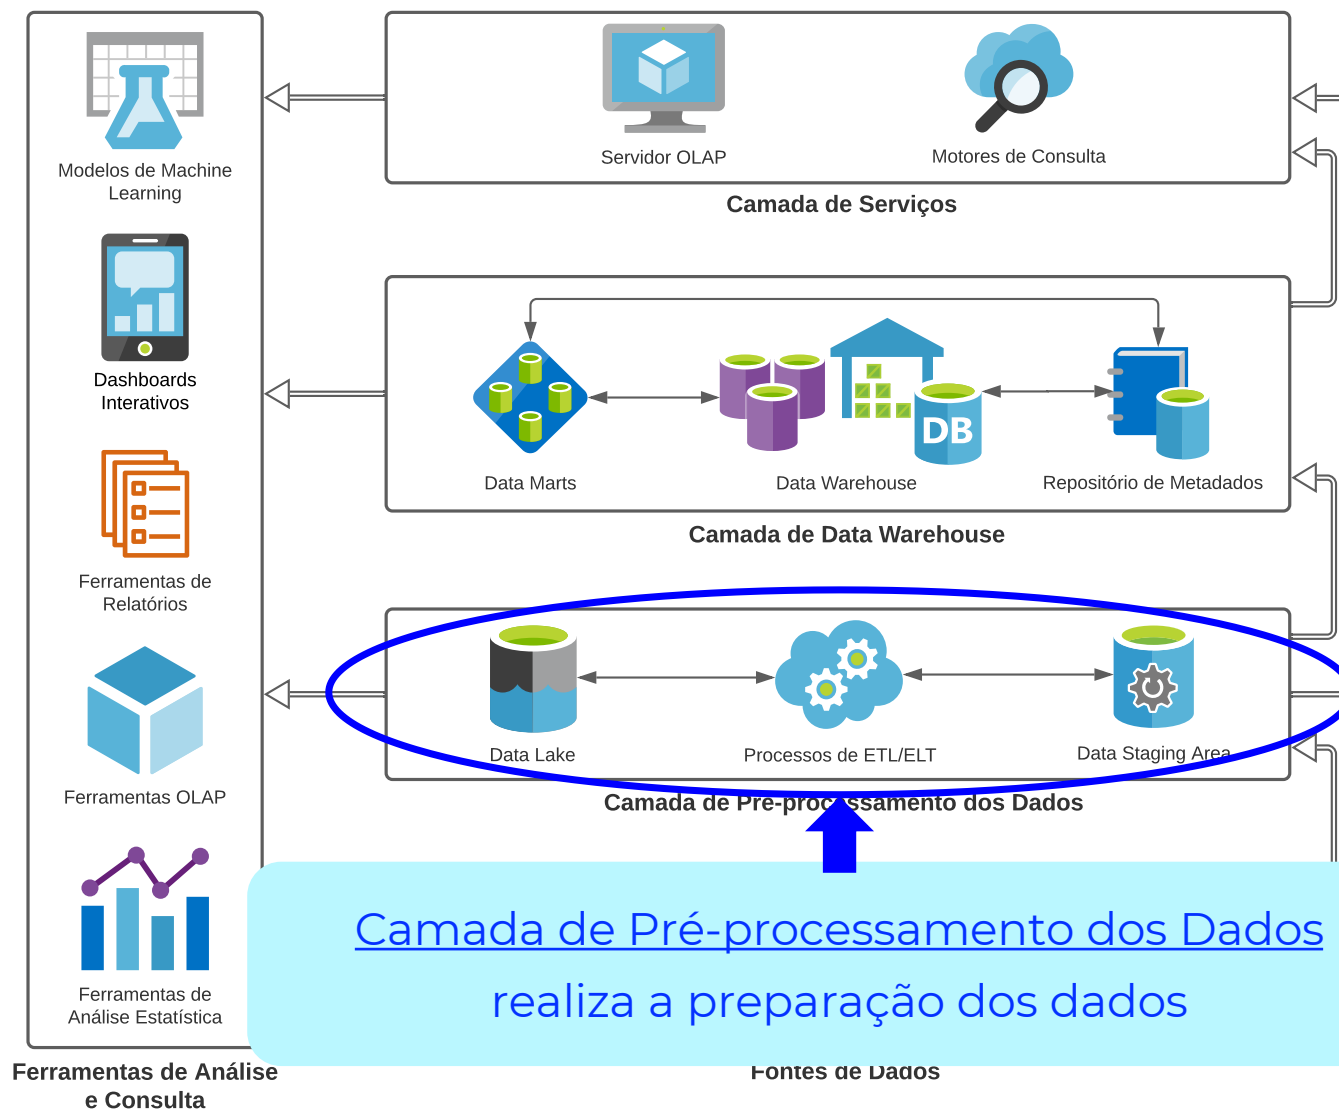 Modelos de Machine
Learning
Dashboards
Interativos
Ferramentas de
Relatórios
Ferramentas OLAP
Ferramentas de
Análise Estatística
Ferramentas de Análise
e Consulta
Servidor OLAP
Motores de Consulta
Camada de Serviços
DB
Data Marts
Data Warehouse
Repositório de Metadados
Camada de Data Warehouse
Data Lake
Processos de ETL/ELT
Data Staging Area
Camada de Pré-processamento dos Dados
Camada de Pré-processamento dos Dados
realiza a preparação dos dados
Fontes de Dados